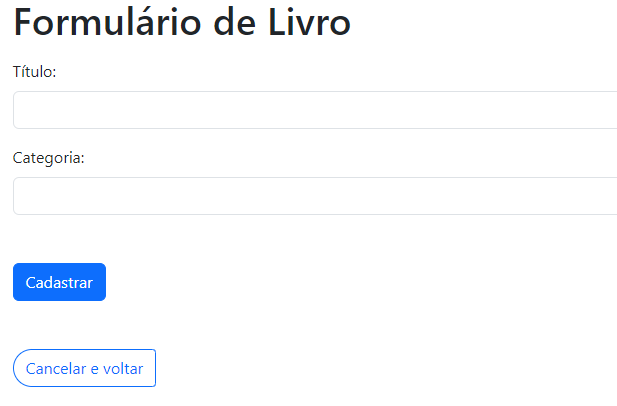 Formulário de Livro
Título:
Categoria:
Cadastrar
Cancelar e voltar